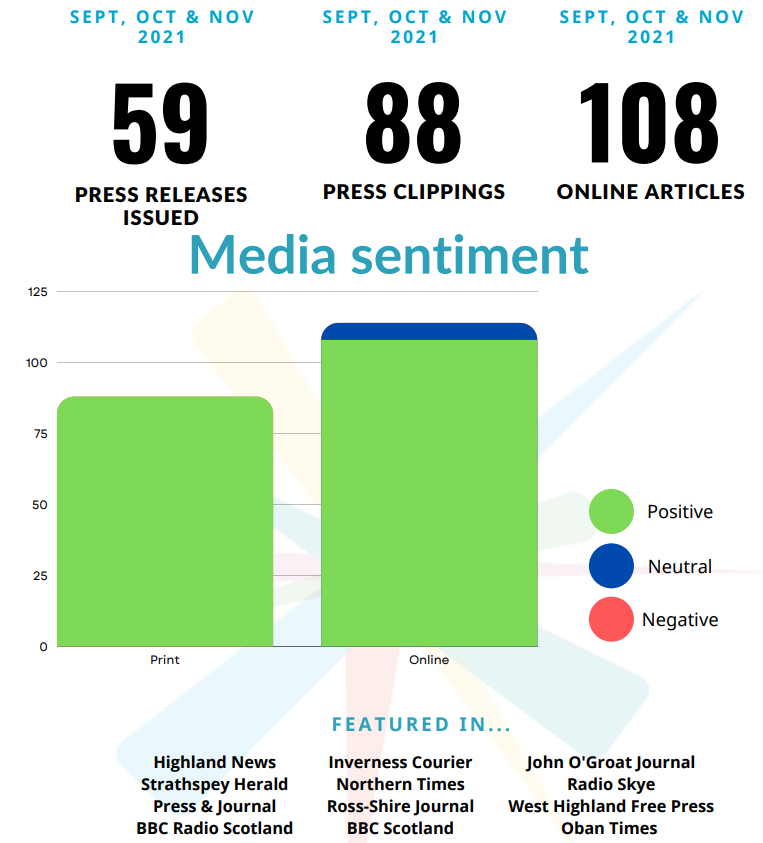 SEPT, OCT & NOV
2021
59
PRESS RELEASES
ISSUED
SEPT, OCT & NOV
2021
88
PRESS CLIPPINGS
SEPT, OCT & NOV
2021
108
ONLINE ARTICLES
Media sentiment
125
100
75
50
25
0
Print
Online
Positive
Neutral
Negative
FEATURED IN...
Highland News
Strathspey Herald
Press & Journal
BBC Radio Scotland
Inverness Courier
Northern Times
Ross-Shire Journal
BBC Scotland
John O'Groat Journal
Radio Skye
West Highland Free Press
Oban Times